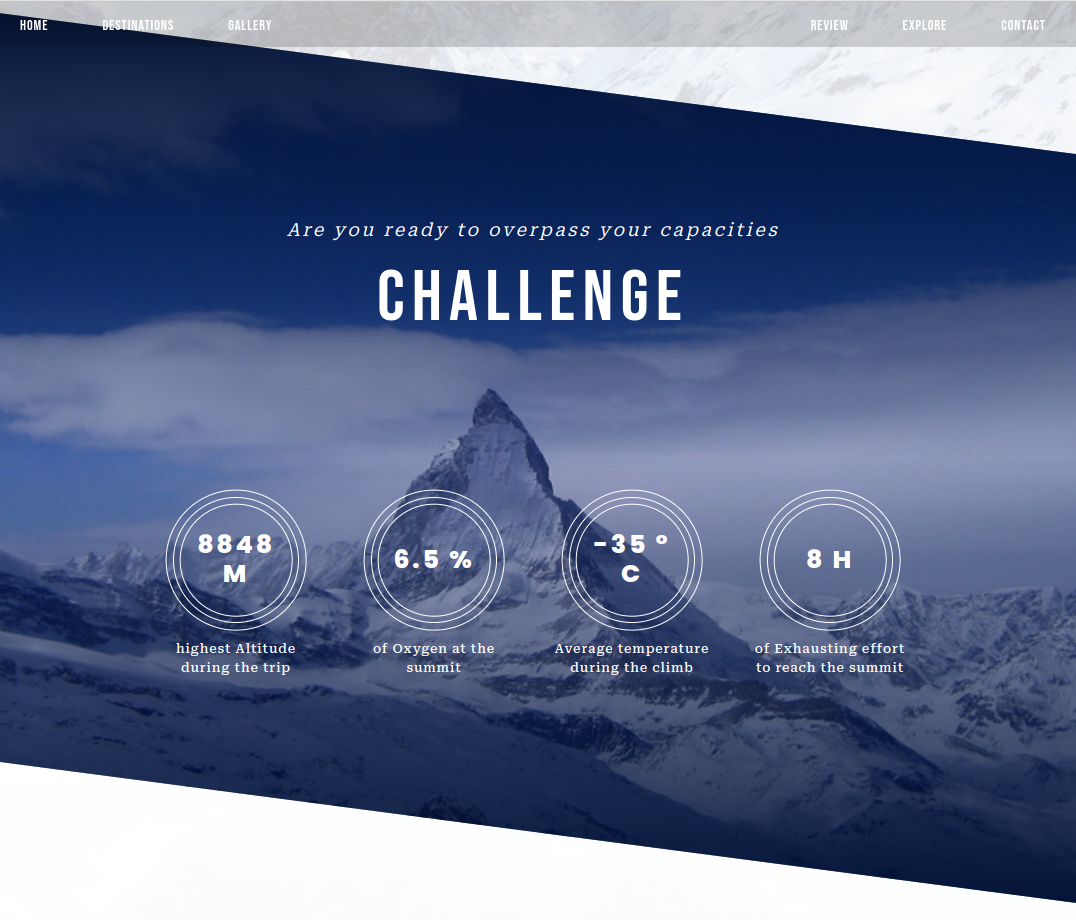 HOME DESTINATIONS GALLERY REVIEW EXPLORE CONTACT
Are you ready to overpass your capacities
CHALLENGE
8848
M
highest Altitude
during the trip
6.5 %
of Oxygen at the
summit
-35 °
C
Average temperature
during the climb
8 H
of Exhausting effort
to reach the summit